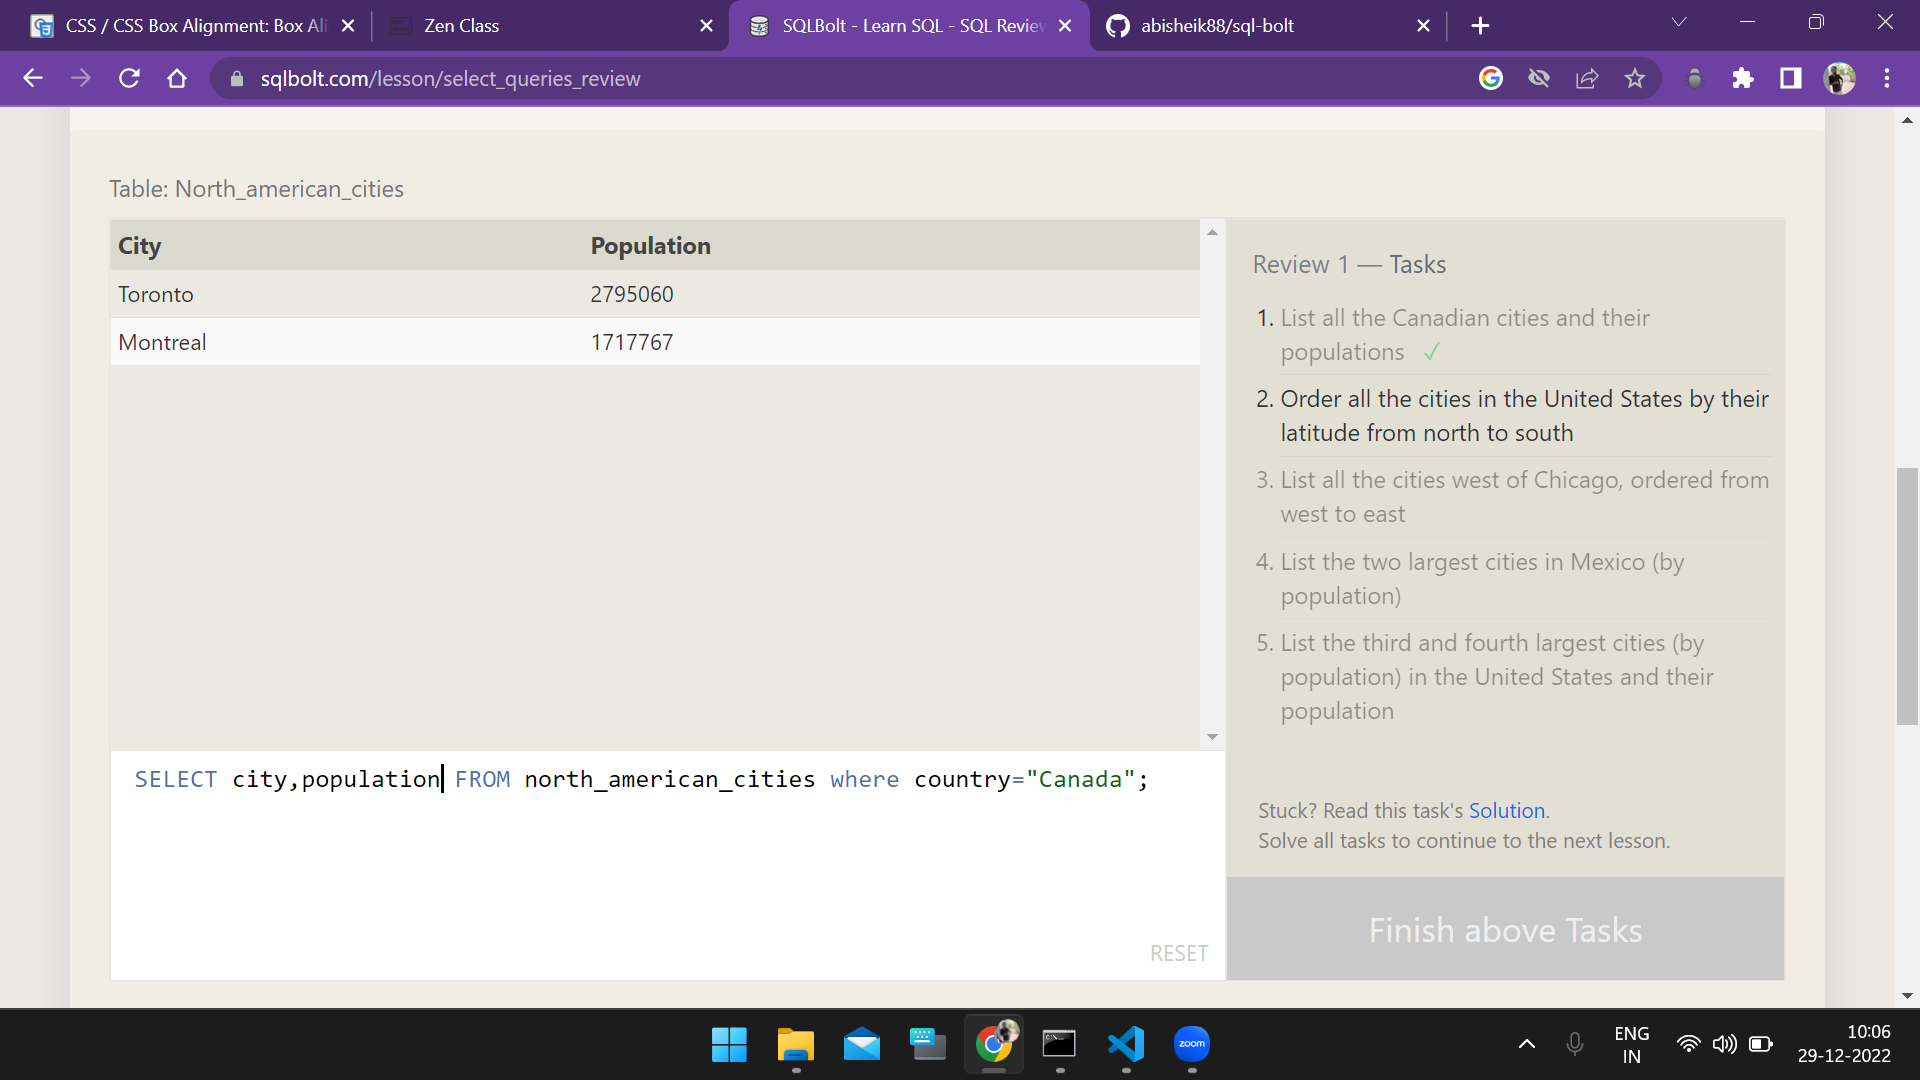 CSS / CSS Box Alignment: Box Ali
Zen Class
SQLBolt - Learn SQL - SQL Review
abisheik88/sql-bolt
sqlbolt.com/lesson/select_queries_review
Table: North_american_cities
City Population
Toronto 2795060
Montreal 1717767
Review 1 — Tasks
1. List all the Canadian cities and their
populations ✓
2. Order all the cities in the United States by their
latitude from north to south
3. List all the cities west of Chicago, ordered from
west to east
4. List the two largest cities in Mexico (by
population)
5. List the third and fourth largest cities (by
population) in the United States and their
population
SELECT city,population FROM north_american_cities where country="Canada";
Stuck? Read this task's Solution.
Solve all tasks to continue to the next lesson.
RESET
Finish above Tasks
zoom
ENG
IN
10:06
29-12-2022